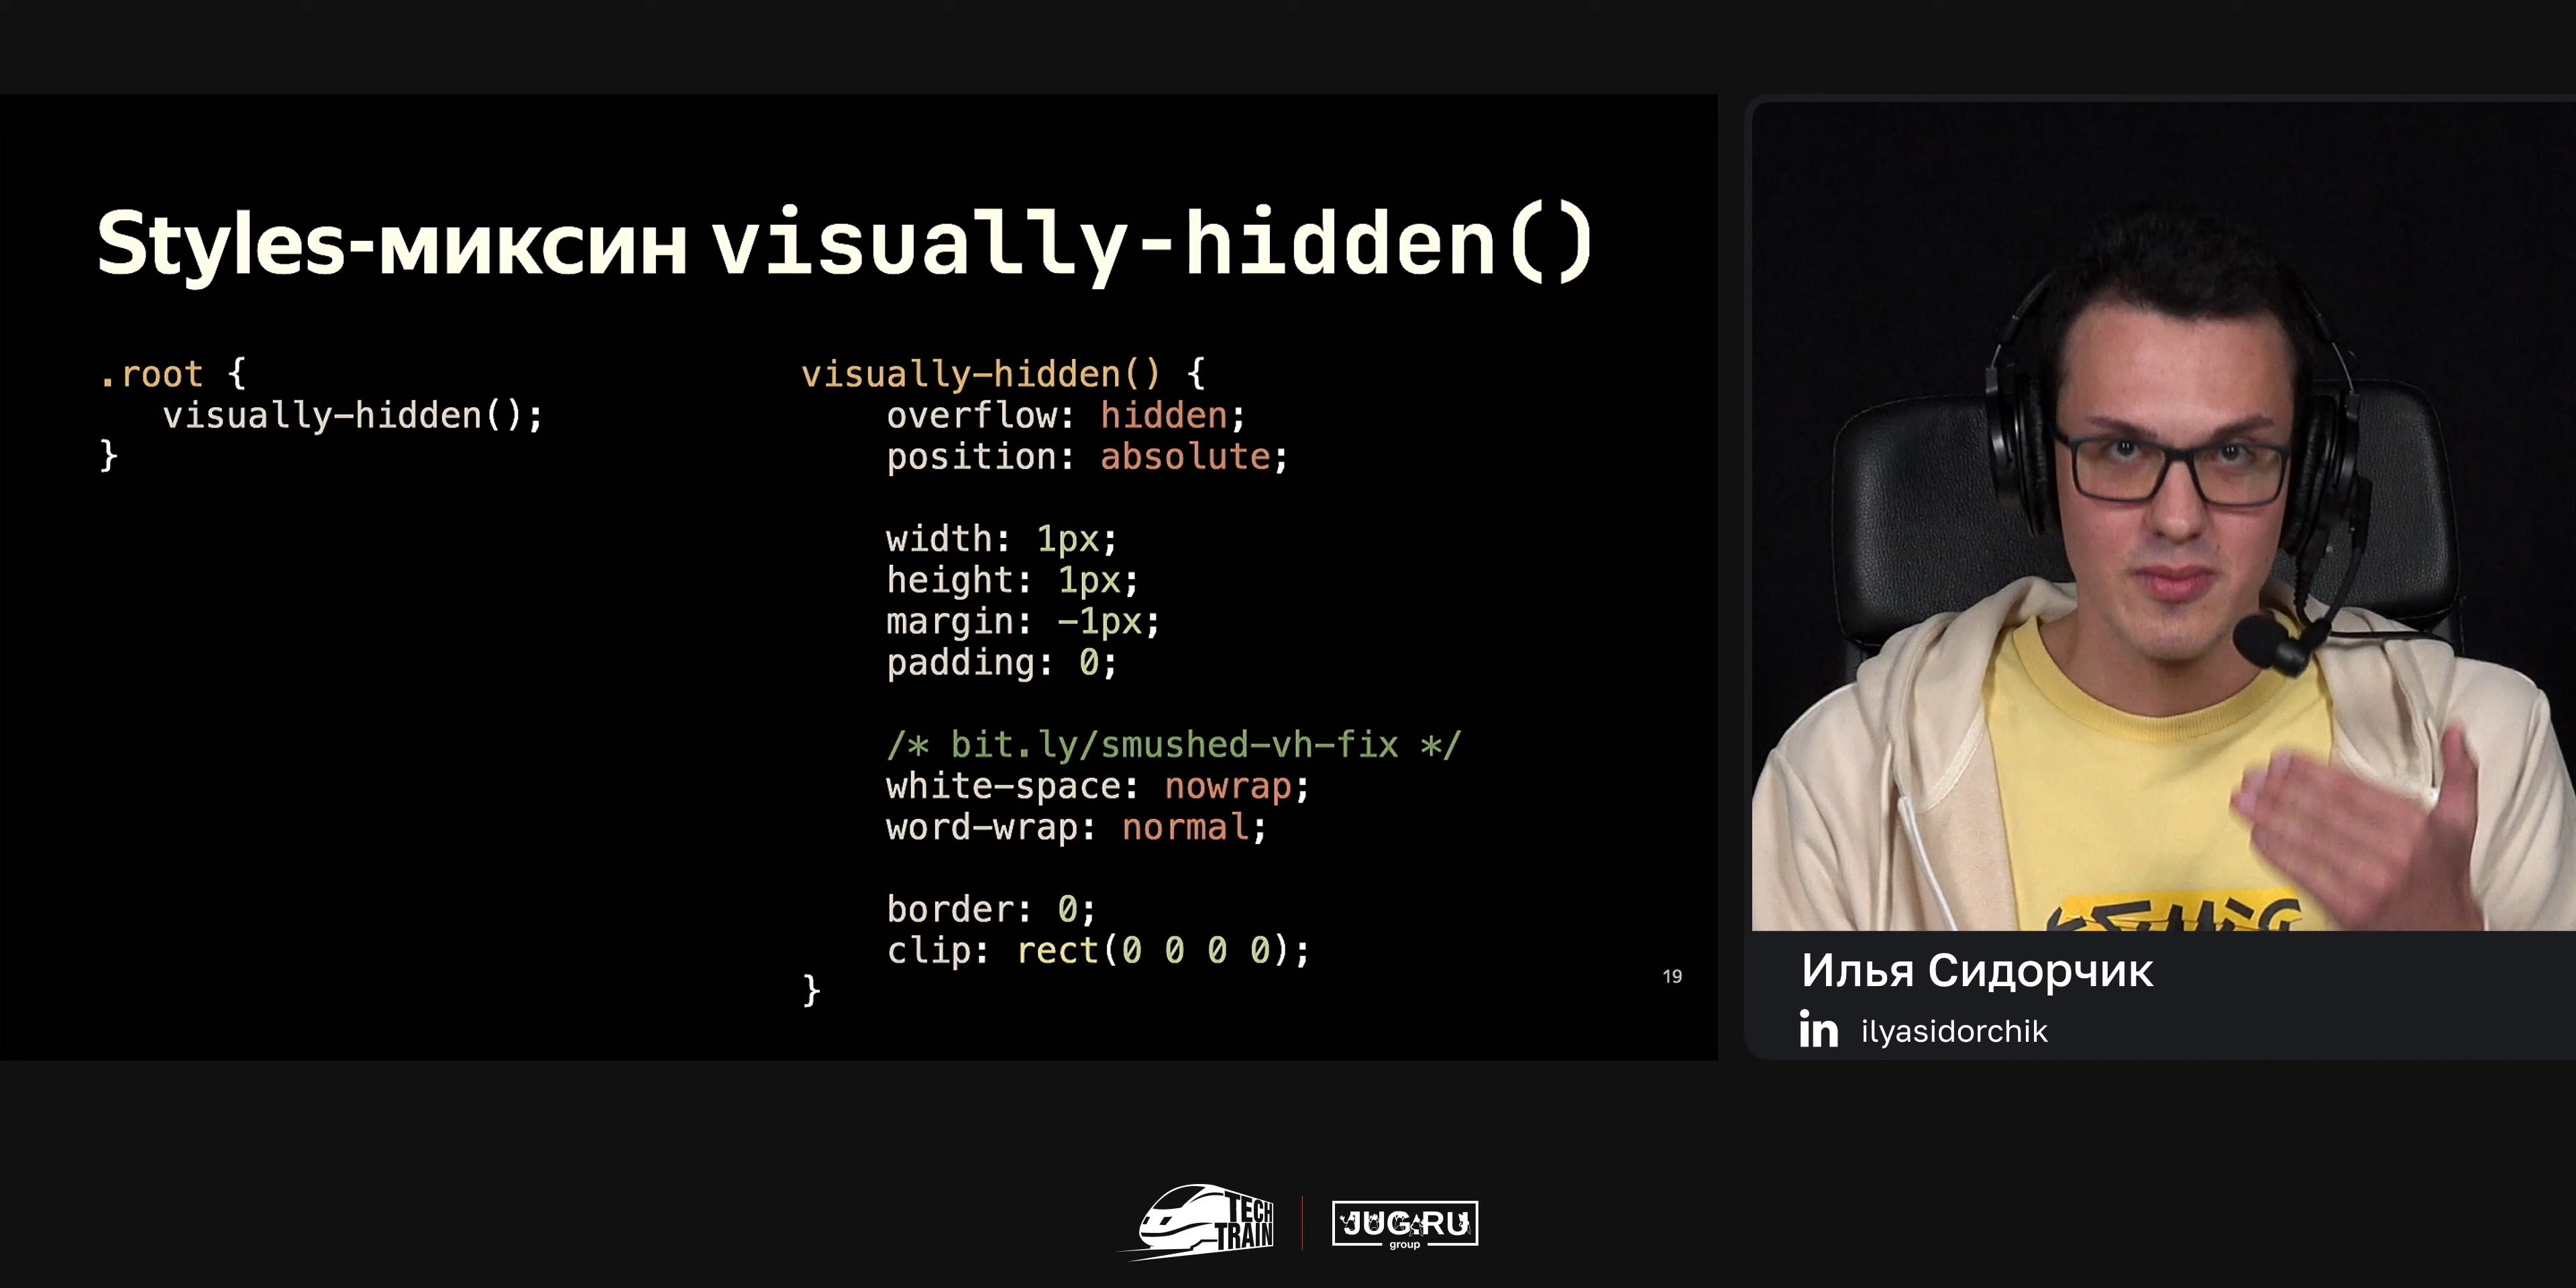 Styles-миксин visually-hidden()
.root {
visually-hidden();
}
visually-hidden() {
overflow: hidden;
position: absolute;
width: 1px;
height: 1px;
margin: -1px;
padding: 0;
/* bit.ly/smushed-vh-fix */
white-space: nowrap;
word-wrap: normal;
border: 0;
clip: rect(0 0 0 0);
}
19
Илья Сидорчик
in ilyasidorchik
TECH
TRAIN
JUG.RU
group